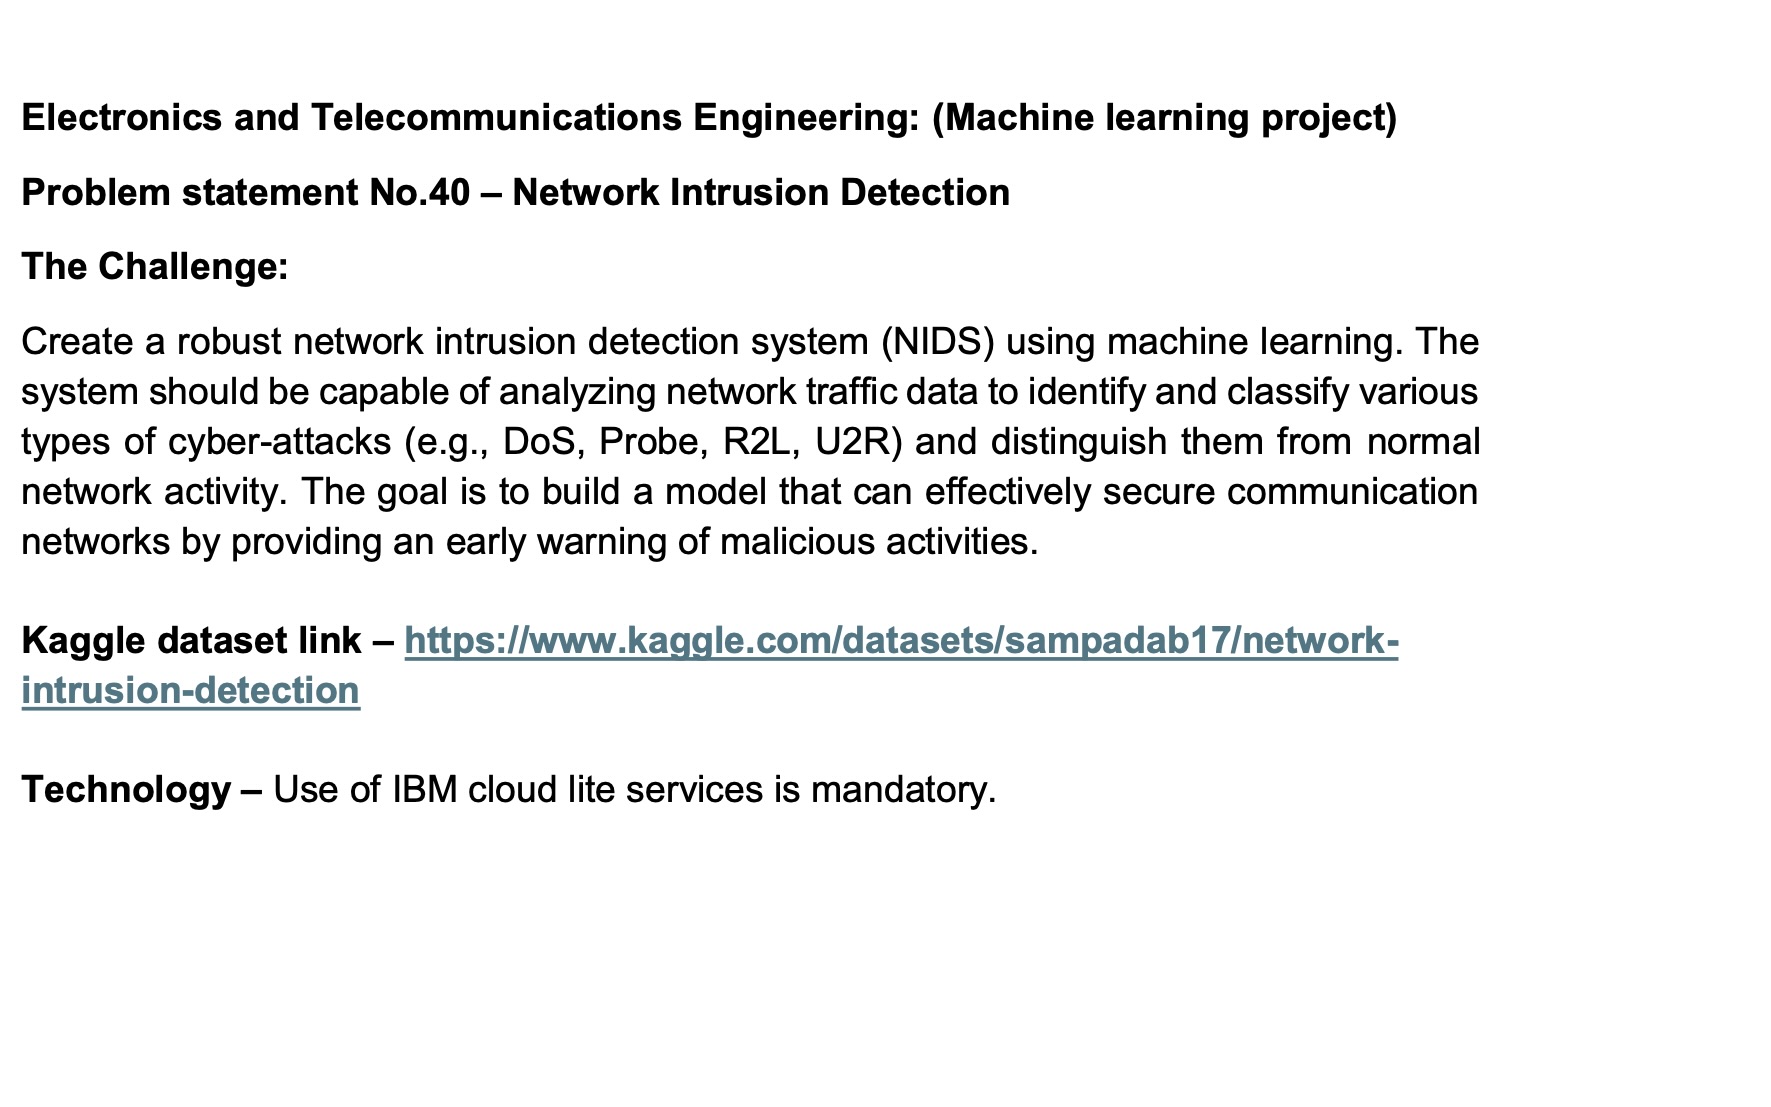 Electronics and Telecommunications Engineering: (Machine learning project)
Problem statement No.40 – Network Intrusion Detection
The Challenge:
Create a robust network intrusion detection system (NIDS) using machine learning. The
system should be capable of analyzing network traffic data to identify and classify various
types of cyber-attacks (e.g., DoS, Probe, R2L, U2R) and distinguish them from normal
network activity. The goal is to build a model that can effectively secure communication
networks by providing an early warning of malicious activities.
Kaggle dataset link – https://www.kaggle.com/datasets/sampadab17/network-
intrusion-detection
Technology – Use of IBM cloud lite services is mandatory.